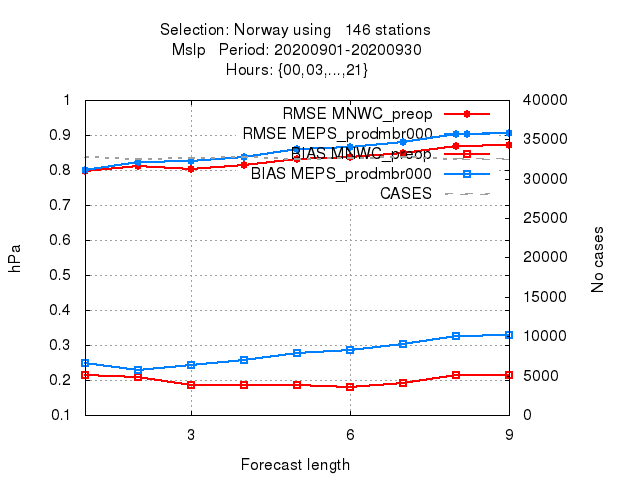 Selection: Norway using   146 stations
Mslp   Period: 20200901-20200930
Hours: {00,03,...,21}
RMSE MNWC_preop
RMSE MEPS_prodmbr000
BIAS MNWC_preop
BIAS MEPS_prodmbr000
CASES
1
0.9
0.8
0.7
0.6
0.5
0.4
0.3
0.2
0.1
hPa
40000
35000
30000
25000
20000
15000
10000
5000
0
No cases
3 6 9
Forecast length